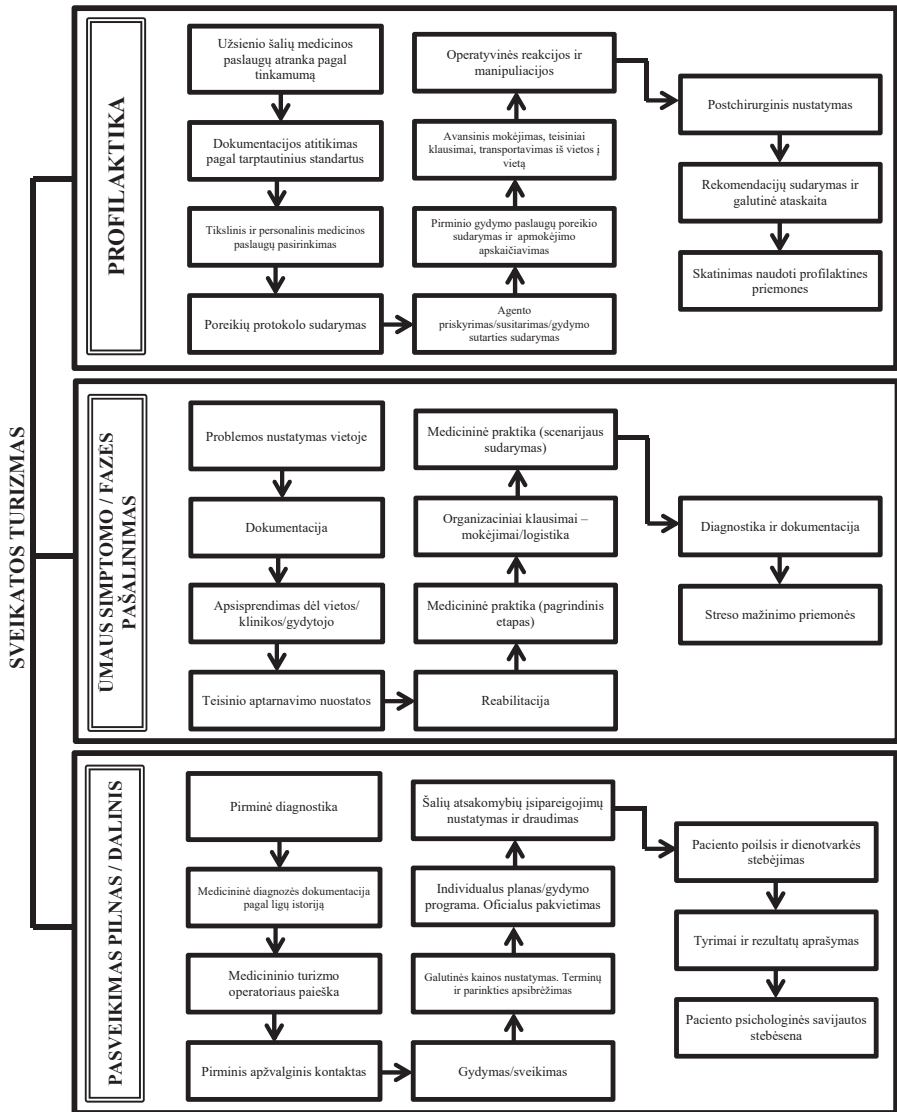 SVEIKATOS TURIZMAS
PROFILAKTIKA
Užsienio šalių medicinos
paslaugų atranka pagal
tinkamumą
Dokumentacijos atitikimas
pagal tarptautinius standartus
Tikslinis ir personalinis medicinos
paslaugų pasirinkimas
Poreikių protokolo sudarymas
Agento
priskyrimas/susitarimas/gydymo
sutarties sudarymas
Pirminio gydymo paslaugų poreikio
sudarymas ir apmokėjimo
apskaičiavimas
Avansinis mokėjimas, teisiniai
klausimai, transportavimas iš vietos į
vietą
Operatyvinės reakcijos ir
manipuliacijos
Postchirurginis nustatymas
Rekomendacijų sudarymas ir
galutinė ataskaita
Skatinimas naudoti profilaktines
priemones
ŪMAUS SIMPTOMO / FAZĖS
PAŠALINIMAS
Problemos nustatymas vietoje
Dokumentacija
Apsisprendimas dėl vietos/
klinikos/gydytojo
Teisinio aptarnavimo nuostatos
Reabilitacija
Medicininė praktika (pagrindinis
etapas)
Organizaciniai klausimai –
mokėjimai/logistika
Medicininė praktika (scenarijaus
sudarymas)
Diagnostika ir dokumentacija
Streso mažinimo priemonės
PASVEIKIMAS PILNAS / DALINIS
Pirminė diagnostika
Medicininė diagnozės dokumentacija
pagal ligų istoriją
Medicininio turizmo
operatoriaus paieška
Pirminis apžvalginis kontaktas
Gydymas/sveikimas
Galutinės kainos nustatymas. Terminų
ir parinkties apsibrėžimas
Individualus planas/gydymo
programa. Oficialus pakvietimas
Šalių atsakomybių įsipareigojimų
nustatymas ir draudimas
Paciento poilsis ir dienotvarkės
stebėjimas
Tyrimai ir rezultatų aprašymas
Paciento psichologinės savijautos
stebėsena